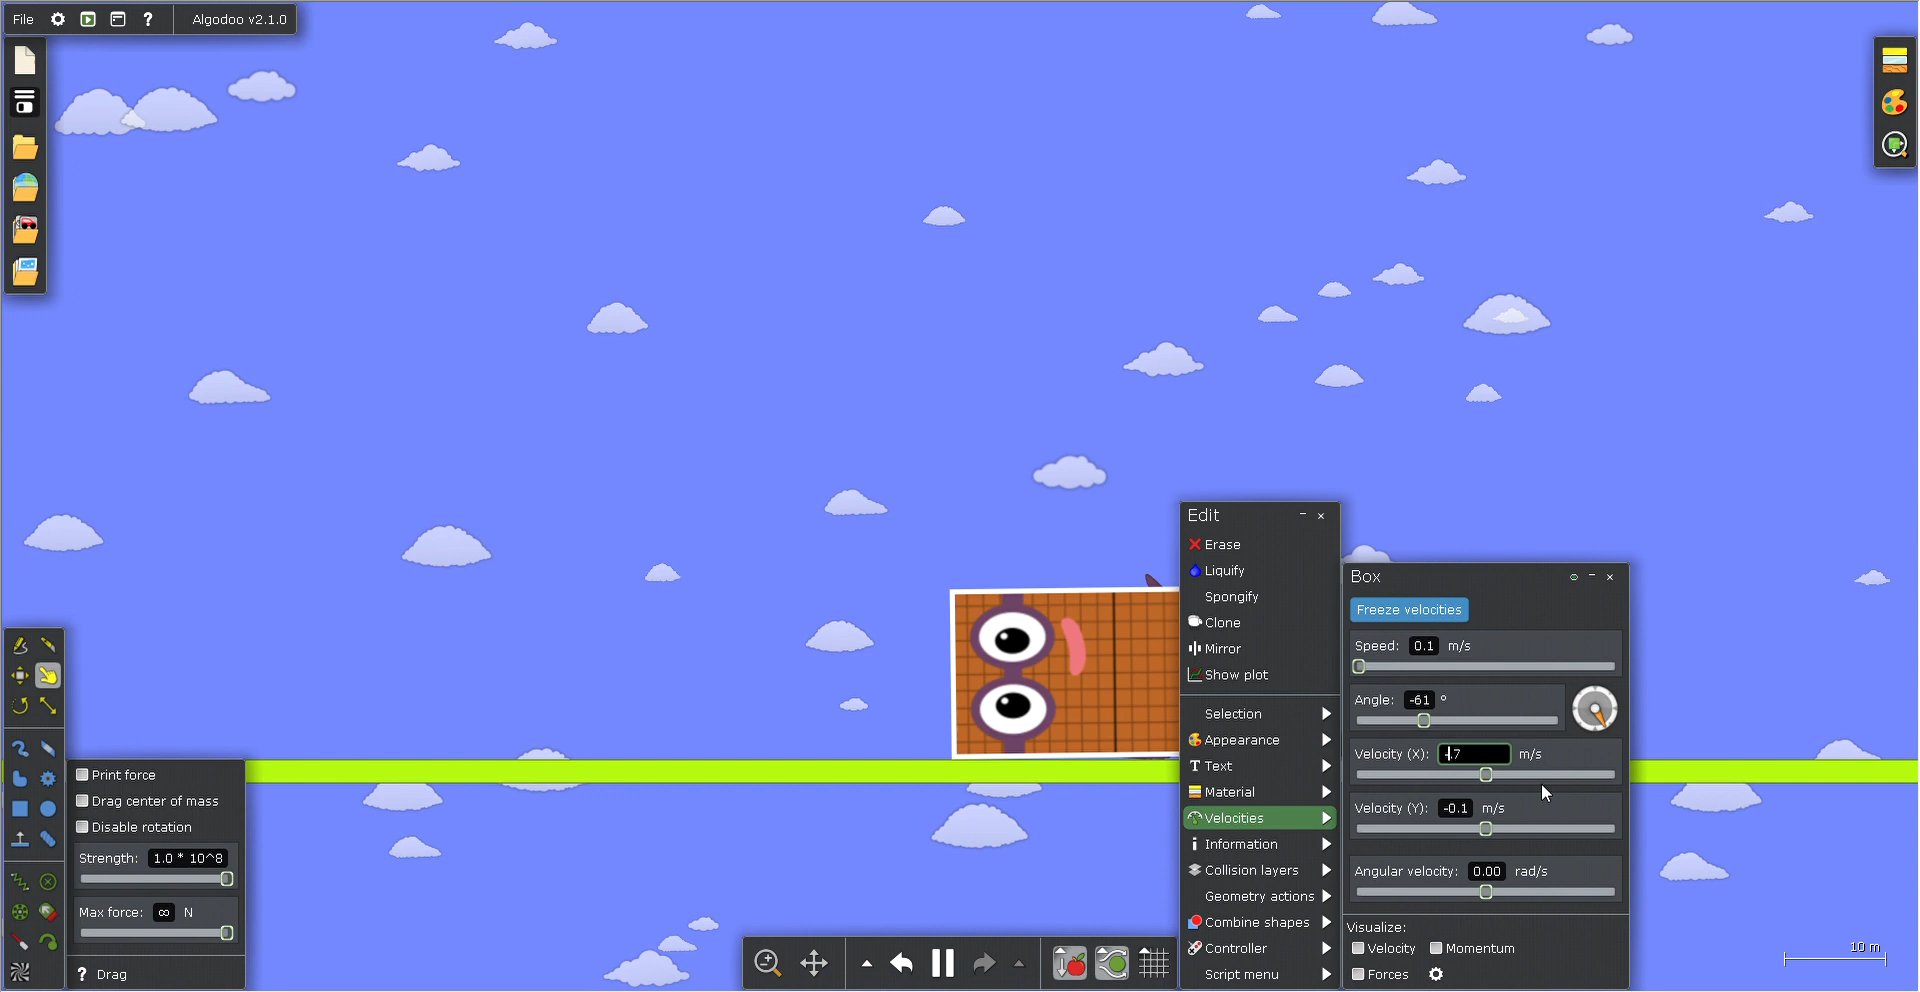 File ? Algodoo v2.1.0
Edit
Erase
Liquify
Spongify
Clone
Mirror
Show plot
Selection
Appearance
Text
Material
Velocities
Information
Collision layers
Geometry actions
Combine shapes
Controller
Script menu
Box
Freeze velocities
Speed: 0.1 m/s
Angle: -61 °
Velocity (X): -.7 m/s
Velocity (Y): -0.1 m/s
Angular velocity: 0.00 rad/s
Visualize:
Velocity Momentum
Forces
Print force
Drag center of mass
Disable rotation
Strength: 1.0 * 10^8
Max force: ∞ N
? Drag
10 m